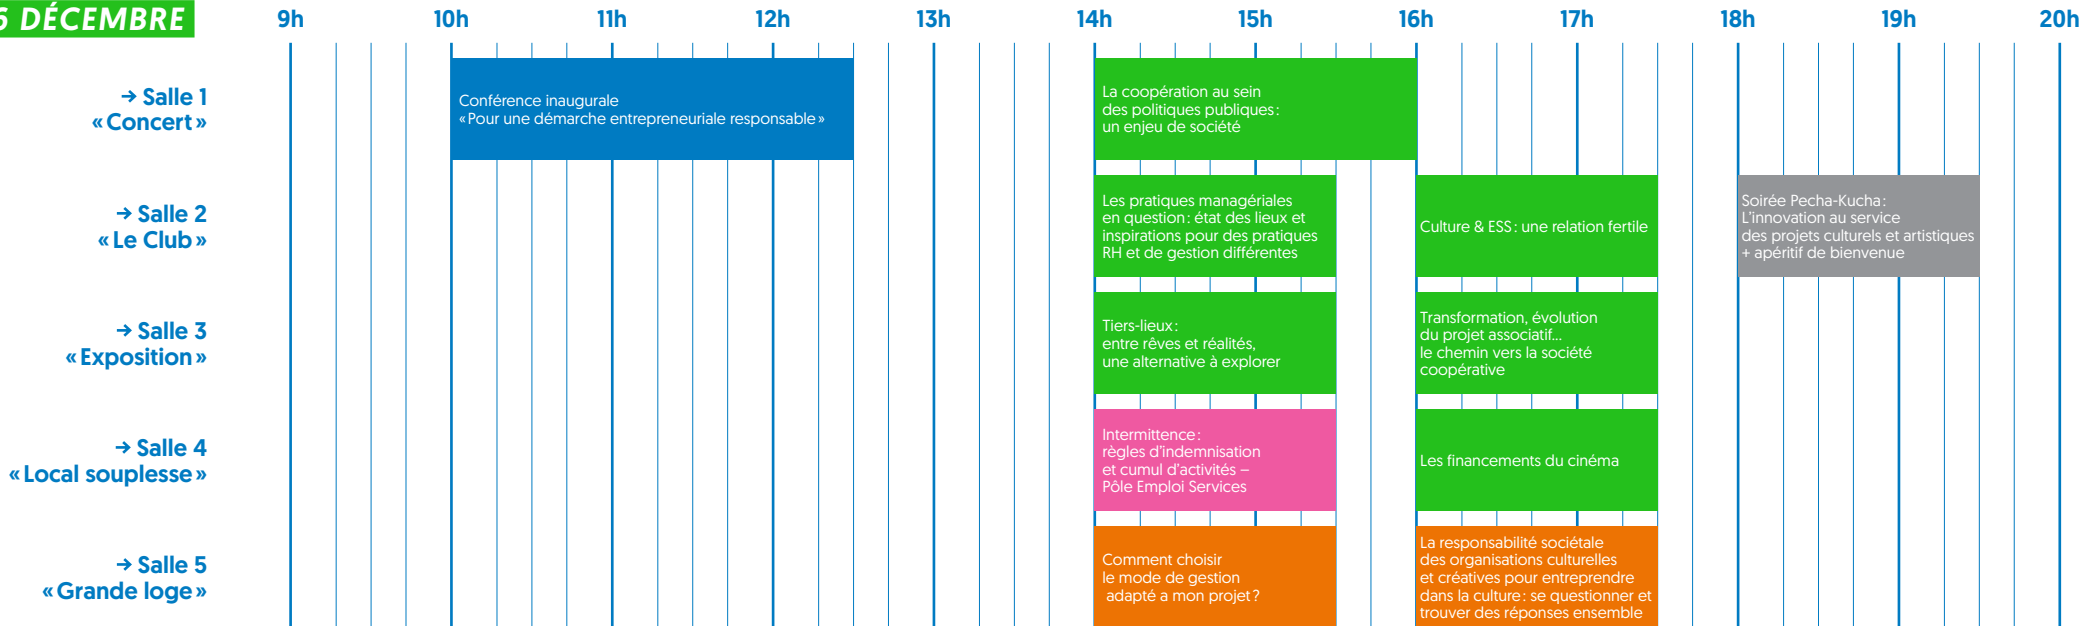 6 DÉCEMBRE
9h 10h 11h 12h 13h 14h 15h 16h 17h 18h 19h 20h
→ Salle 1
«Concert»
Conférence inaugurale
«Pour une démarche entrepreneuriale responsable»
La coopération au sein
des politiques publiques:
un enjeu de société
→ Salle 2
«Le Club»
Les pratiques managériales
en question: état des lieux et
inspirations pour des pratiques
RH et de gestion différentes
Culture & ESS: une relation fertile
Soirée Pecha-Kucha:
L'innovation au service
des projets culturels et artistiques
+ apéritif de bienvenue
→ Salle 3
«Exposition»
Tiers-lieux:
entre rêves et réalités,
une alternative à explorer
Transformation, évolution
du projet associatif...
le chemin vers la société
coopérative
→ Salle 4
«Local souplesse»
Intermittence:
règles d'indemnisation
et cumul d'activités –
Pôle Emploi Services
Les financements du cinéma
→ Salle 5
«Grande loge»
Comment choisir
le mode de gestion
adapté a mon projet?
La responsabilité sociétale
des organisations culturelles
et créatives pour entreprendre
dans la culture: se questionner et
trouver des réponses ensemble